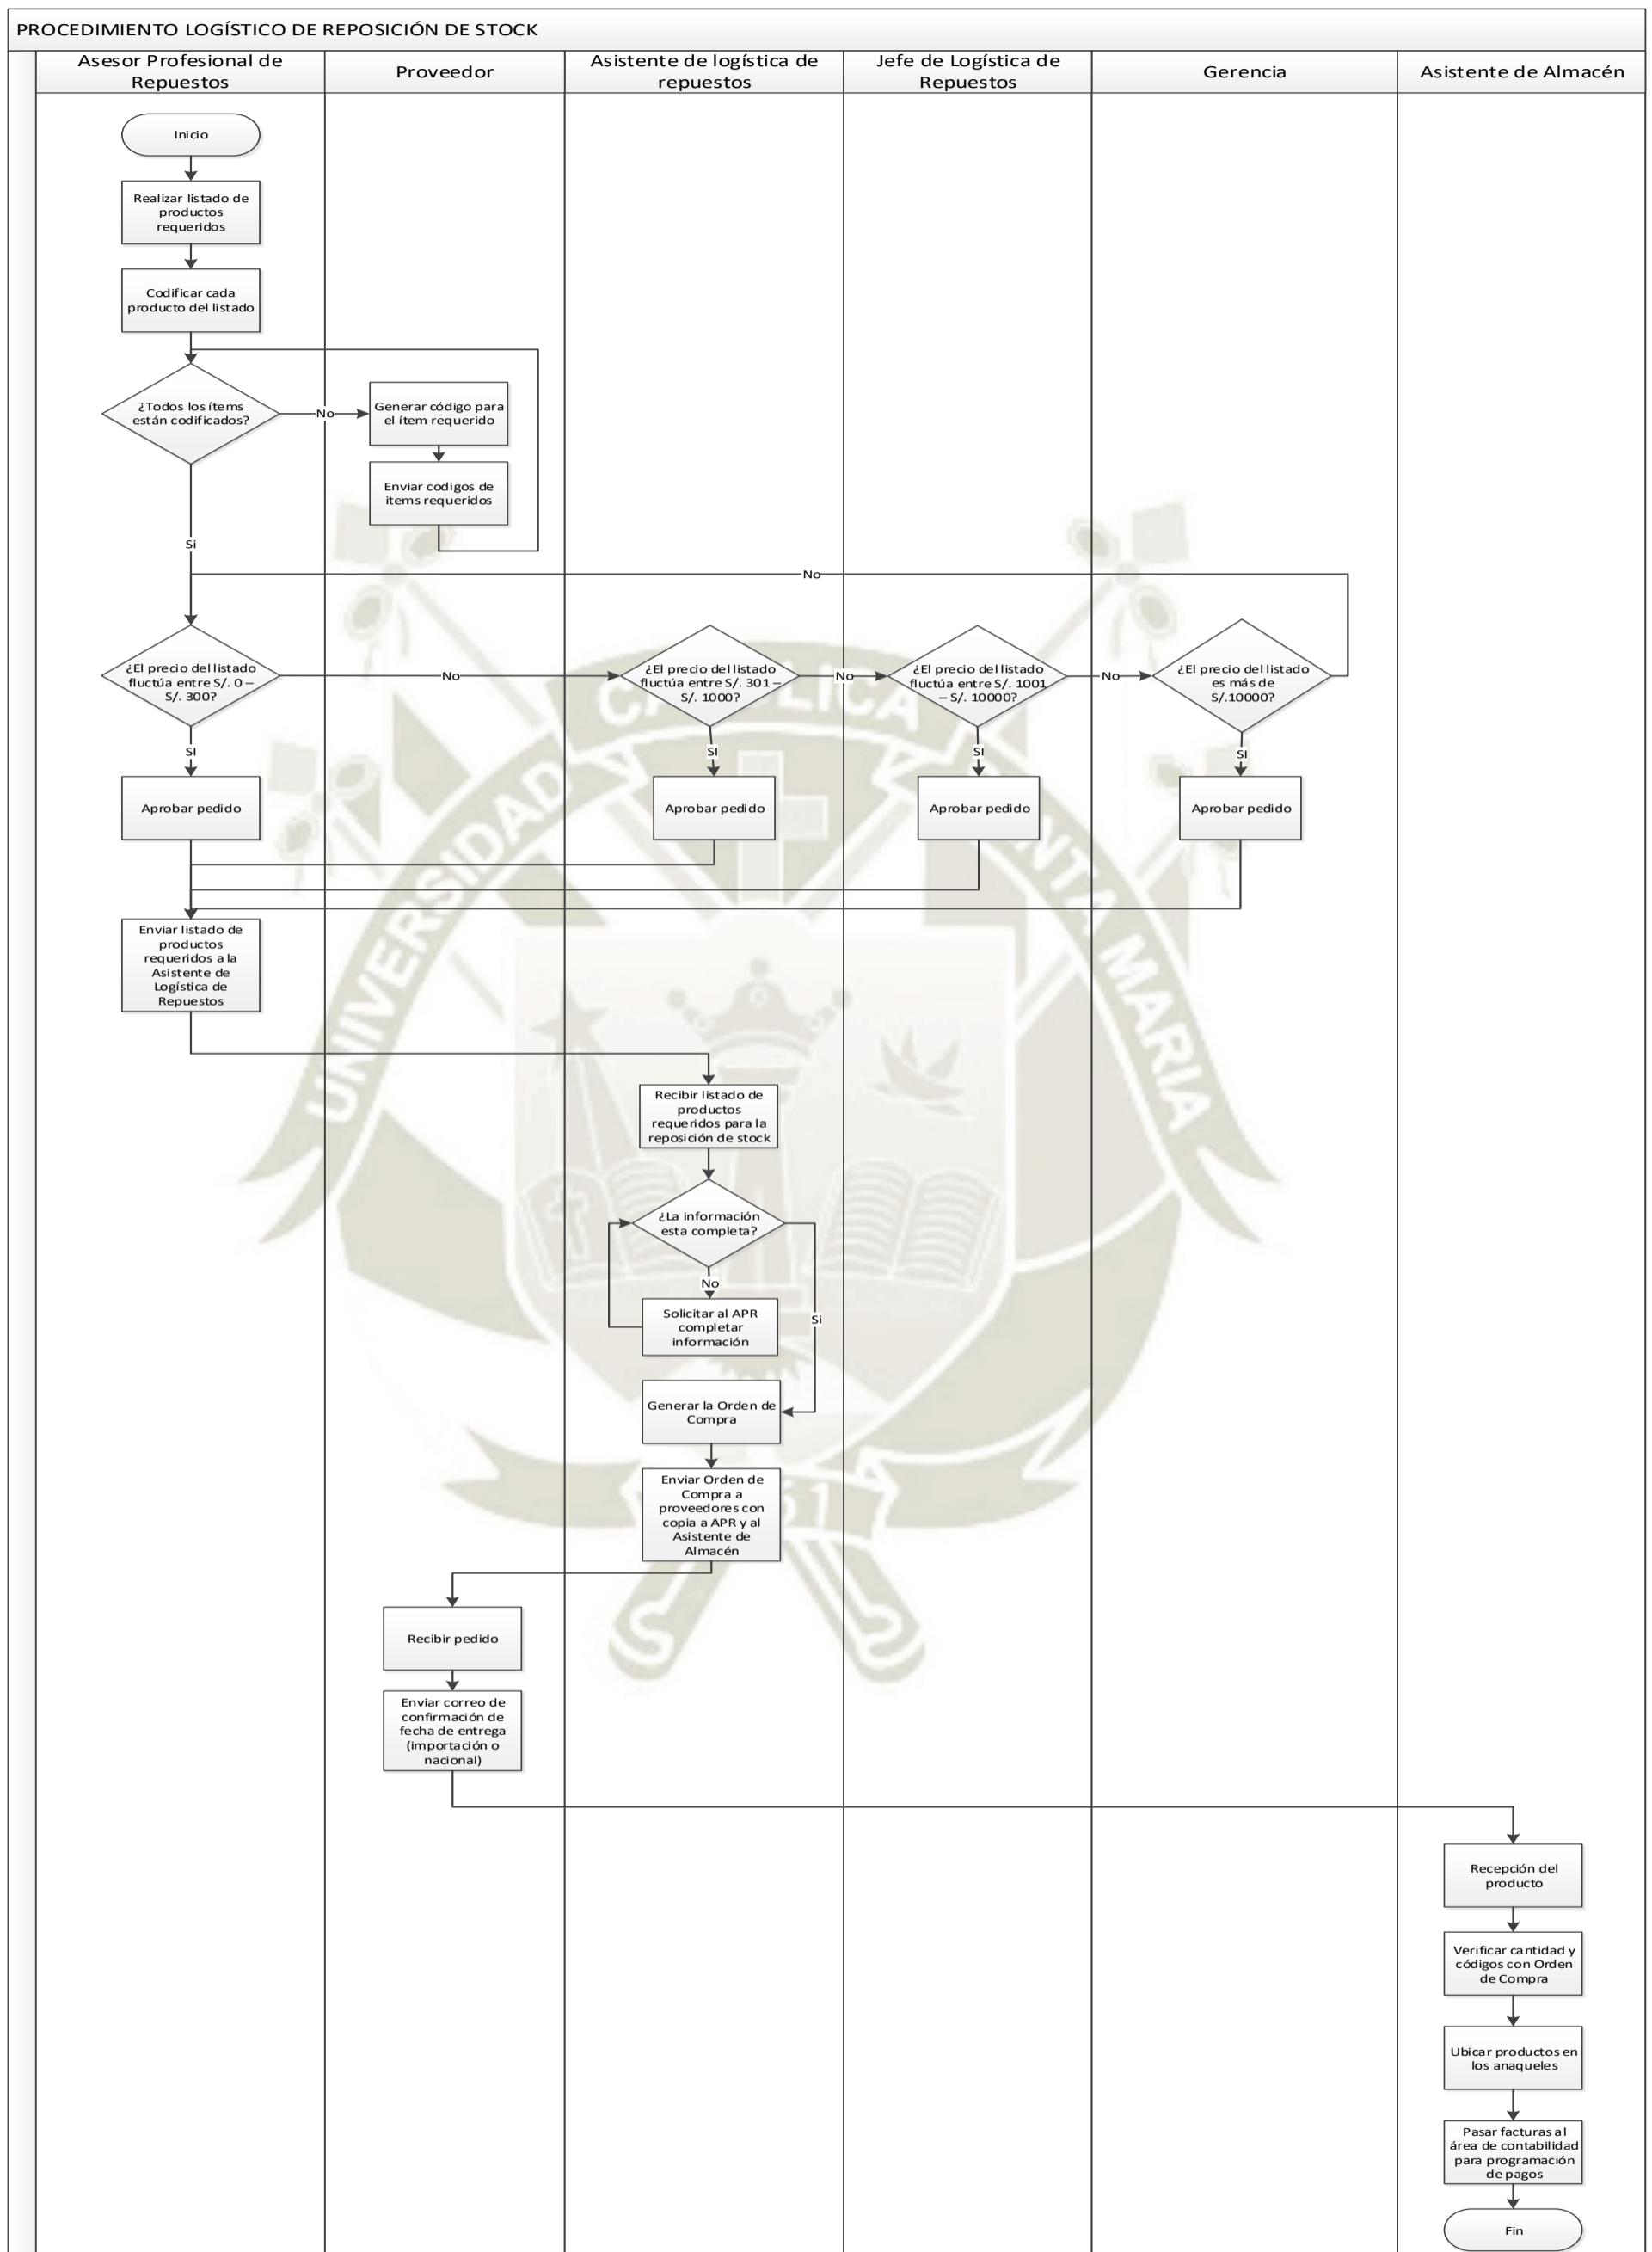 PROCEDIMIENTO LOGÍSTICO DE REPOSICIÓN DE STOCK
Asesor Profesional de
Repuestos
Proveedor
Asistente de logística de
repuestos
Jefe de Logística de
Repuestos
Gerencia
Asistente de Almacén
Inicio
Realizar listado de
productos
requeridos
Codificar cada
producto del listado
¿Todos los ítems
están codificados?
No
Generar código para
el ítem requerido
Enviar codigos de
items requeridos
Si
No
¿El precio del listado
fluctúa entre S/. 0 –
S/. 300?
No
¿El precio del listado
fluctúa entre S/. 301 –
S/. 1000?
No
¿El precio del listado
fluctúa entre S/. 1001
– S/. 10000?
No
¿El precio del listado
es más de
S/.10000?
SI
SI
SI
SI
Aprobar pedido
Aprobar pedido
Aprobar pedido
Aprobar pedido
Enviar listado de
productos
requeridos a la
Asistente de
Logística de
Repuestos
Recibir listado de
productos
requeridos para la
reposición de stock
¿La información
esta completa?
No
Si
Solicitar al APR
completar
información
Generar la Orden de
Compra
Enviar Orden de
Compra a
proveedores con
copia a APR y al
Asistente de
Almacén
Recibir pedido
Enviar correo de
confirmación de
fecha de entrega
(importación o
nacional)
Recepción del
producto
Verificar cantidad y
códigos con Orden
de Compra
Ubicar productos en
los anaqueles
Pasar facturas al
área de contabilidad
para programación
de pagos
Fin
UNIVERSIDAD
MARIA